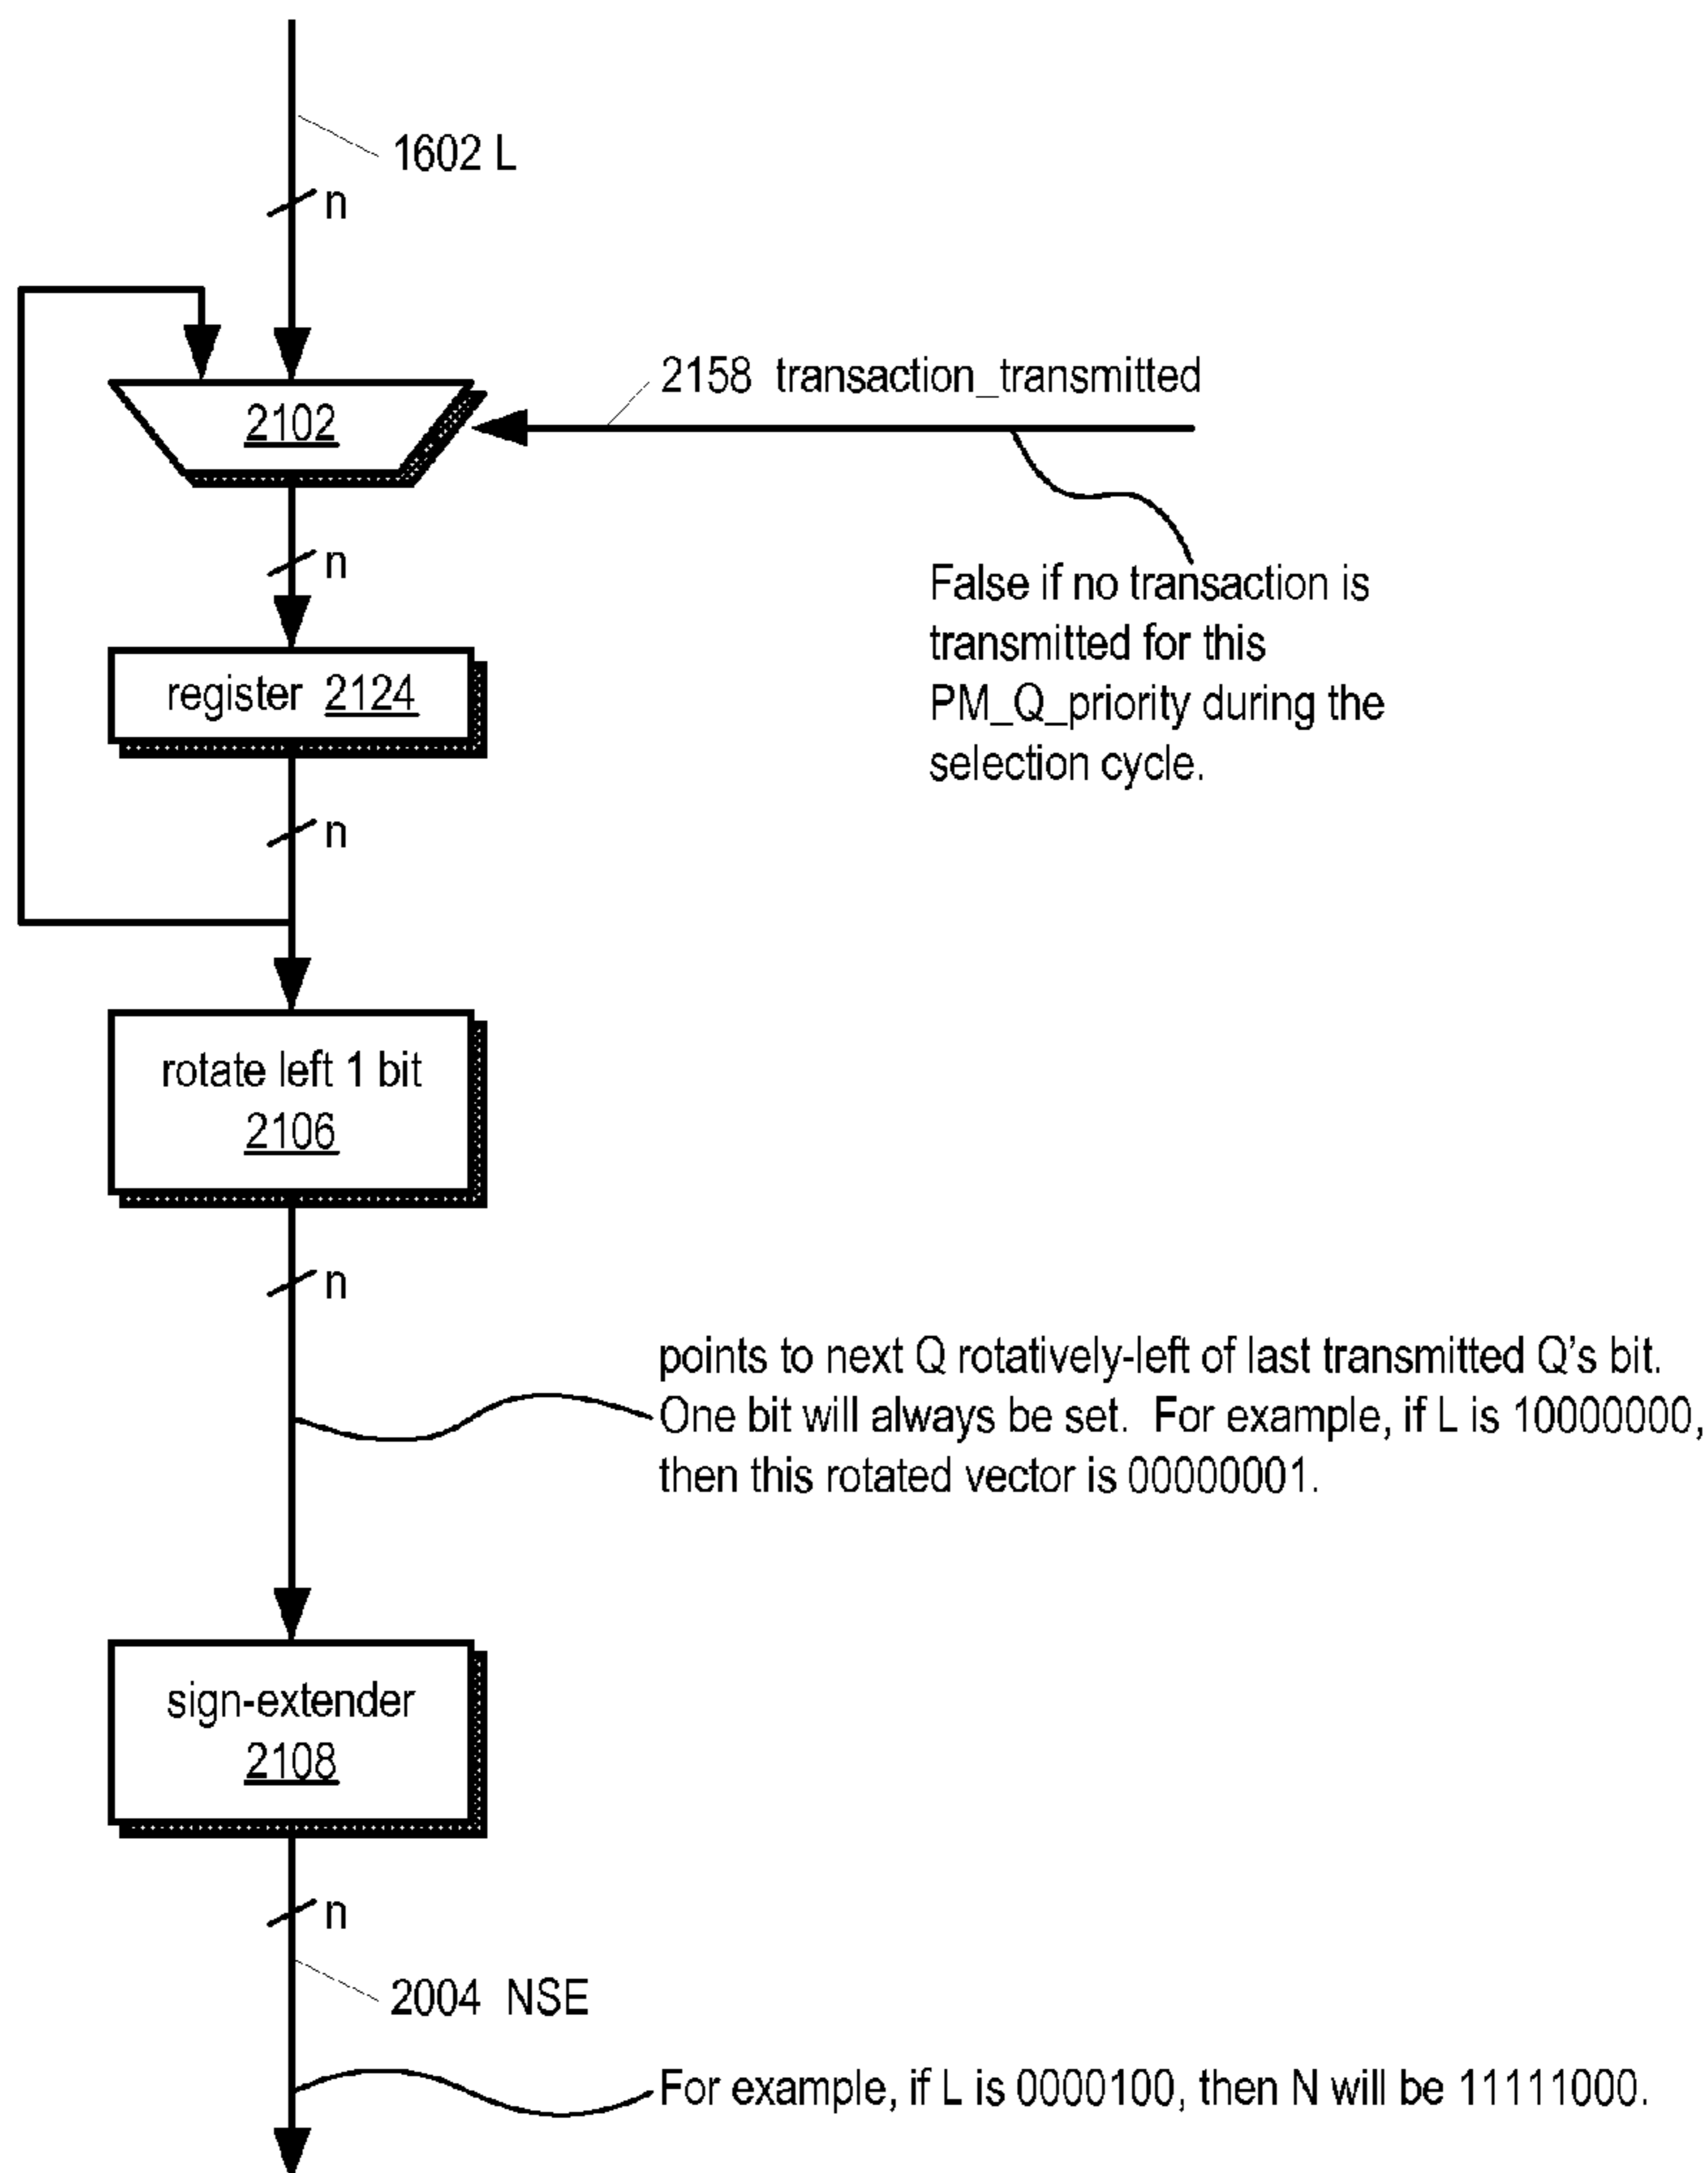 1602 L
n
2158 transaction_transmitted
2102
False if no transaction is
transmitted for this
PM_Q_priority during the
selection cycle.
n
register 2124
n
rotate left 1 bit
2106
n
points to next Q rotatively-left of last transmitted Q's bit.
One bit will always be set. For example, if L is 10000000,
then this rotated vector is 00000001.
sign-extender
2108
n
2004 NSE
For example, if L is 0000100, then N will be 11111000.